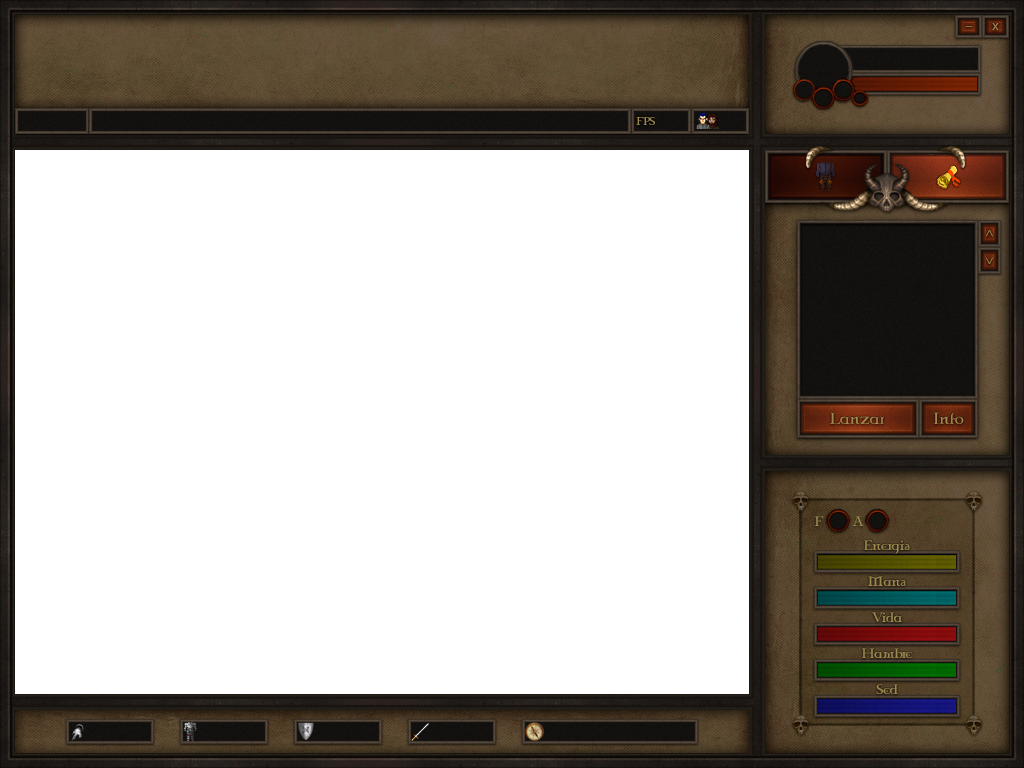 X
FPS
Lanzar Info
F A
Energia
Mana
Vida
Hambre
Sed